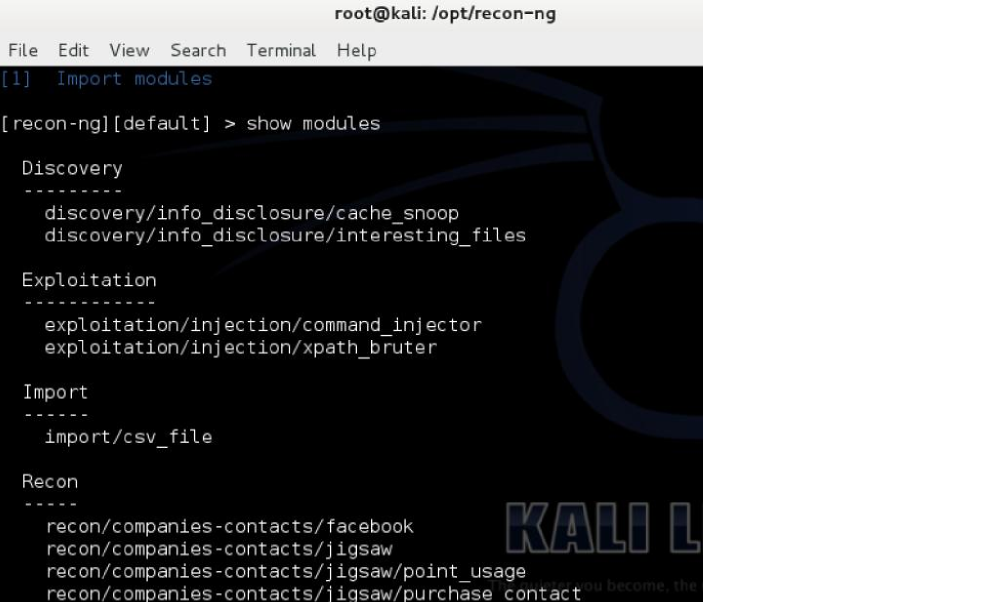 root@kali: /opt/recon-ng
File Edit View Search Terminal Help
[1]  Import modules
[recon-ng][default] > show modules
Discovery
---------
discovery/info_disclosure/cache_snoop
discovery/info_disclosure/interesting_files
Exploitation
------------
exploitation/injection/command_injector
exploitation/injection/xpath_bruter
Import
------
import/csv_file
Recon
-----
recon/companies-contacts/facebook
recon/companies-contacts/jigsaw
recon/companies-contacts/jigsaw/point_usage
recon/companies-contacts/jigsaw/purchase_contact
KALI L
The quieter you become, the